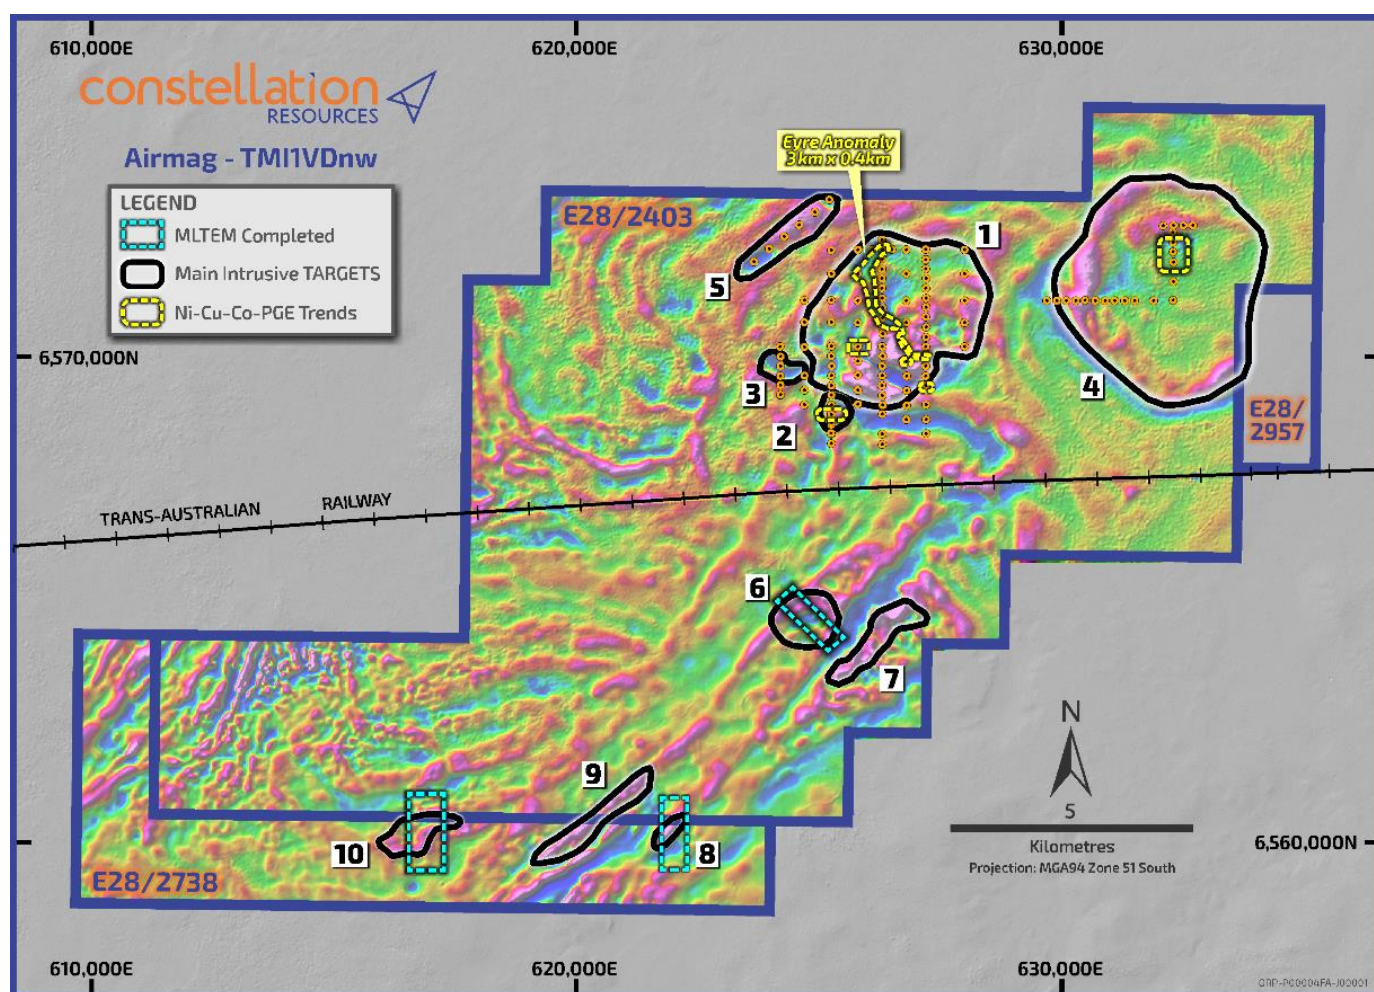 610,000E
620,000E
630,000E
constellation
RESOURCES
Airmag - TMI1VDnw
LEGEND
MLTEM Completed
Main Intrusive TARGETS
Ni-Cu-Co-PGE Trends
Eyre Anomaly
3km x 0.4km
E28/2403
1
5
6,570,000N
3
4
2
E28/
2957
TRANS-AUSTRALIAN
RAILWAY
6
7
N
9
5
Kilometres
Projection: MGA94 Zone 51 South
6,560,000N
10
8
E28/2738
610,000E
620,000E
630,000E